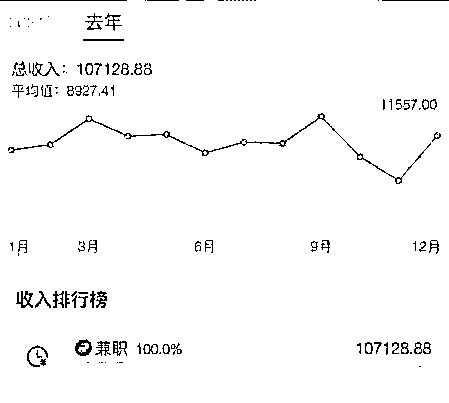 去年
总收入：107128.88
平均值：8927.41
11557.00
1月 3月 6月 9月 12月
收入排行榜
兼职 100.0% 107128.88